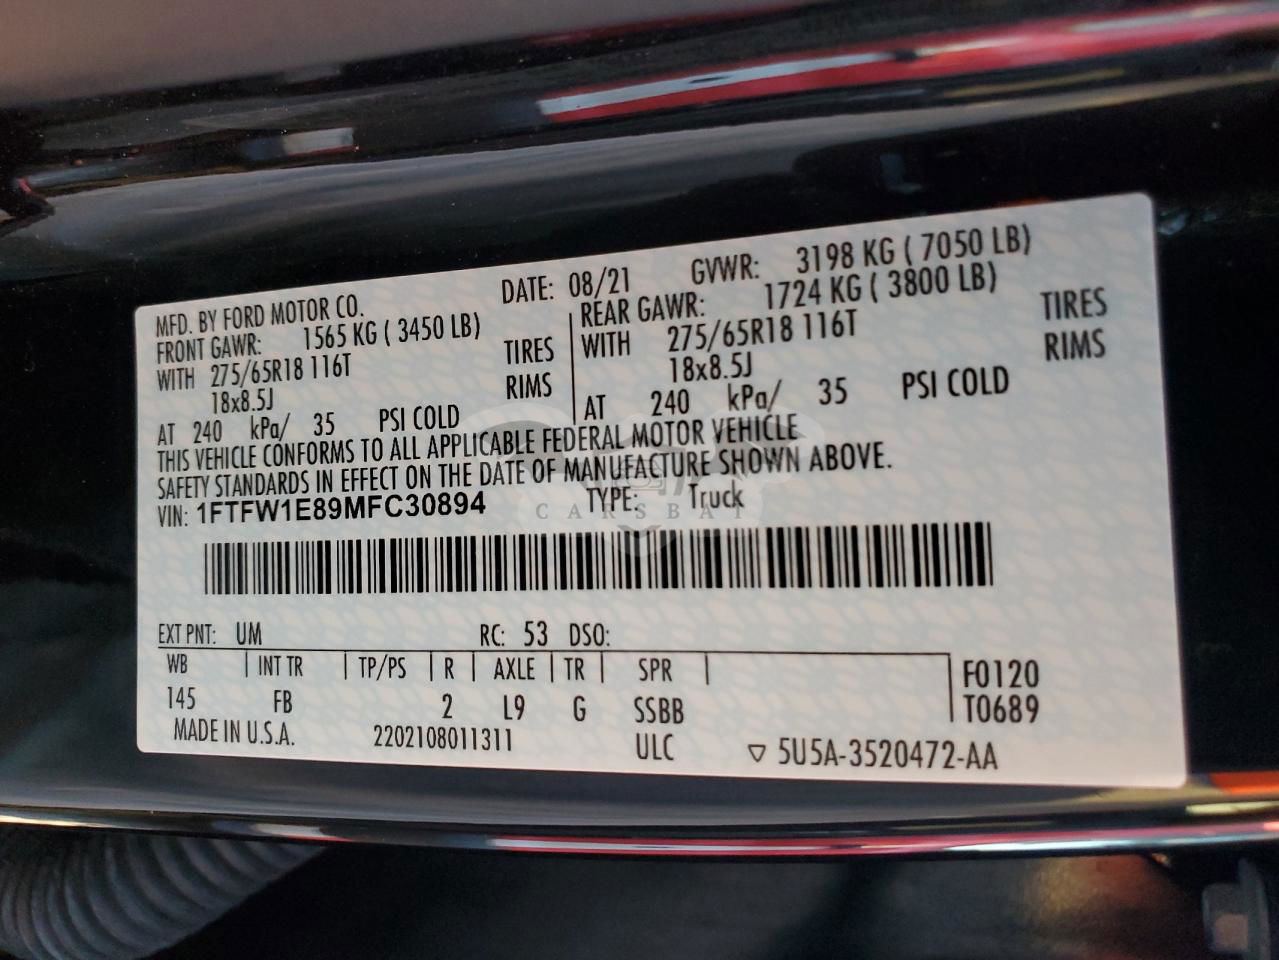 MFD. BY FORD MOTOR CO. DATE: 08/21 GVWR: 3198 KG ( 7050 LB)
FRONT GAWR: 1565 KG ( 3450 LB) REAR GAWR: 1724 KG ( 3800 LB)
WITH 275/65R18 116T TIRES WITH 275/65R18 116T TIRES
18x8.5J RIMS 18x8.5J RIMS
AT 240 kPa/ 35 PSI COLD AT 240 kPa/ 35 PSI COLD
THIS VEHICLE CONFORMS TO ALL APPLICABLE FEDERAL MOTOR VEHICLE
SAFETY STANDARDS IN EFFECT ON THE DATE OF MANUFACTURE SHOWN ABOVE.
VIN: 1FTFW1E89MFC30894 TYPE: Truck
CARSBAT
EXT PNT: UM RC: 53 DSO:
WB INT TR TP/PS R AXLE TR SPR F0120
145 FB 2 L9 G SSBB T0689
MADE IN U.S.A. 2202108011311 ULC ▽ 5U5A-3520472-AA